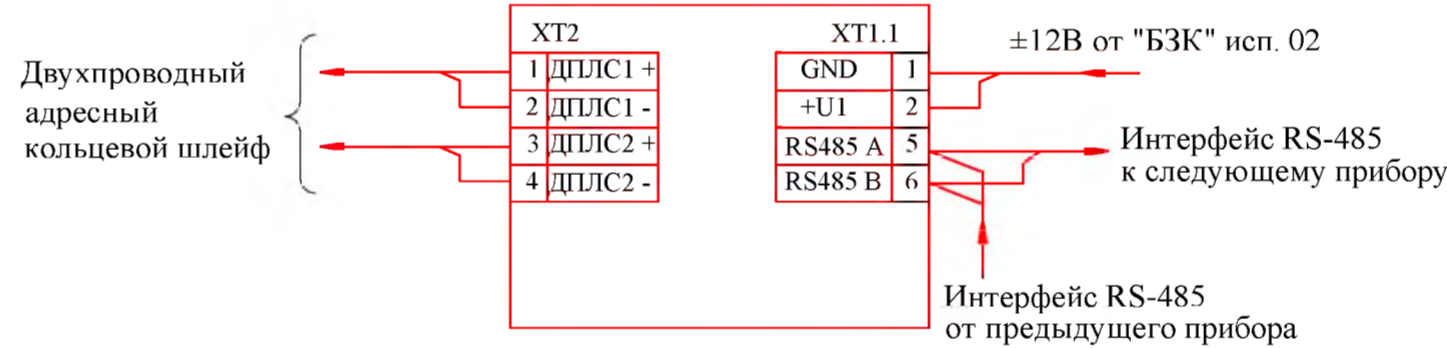 Двухпроводный
адресный
кольцевой шлейф
XT2
1 ДПЛС1 +
2 ДПЛС1 -
3 ДПЛС2 +
4 ДПЛС2 -
XT1.1
GND 1
+U1 2
RS485 A 5
RS485 B 6
±12В от "БЗК" исп. 02
Интерфейс RS-485
к следующему прибору
Интерфейс RS-485
от предыдущего прибора